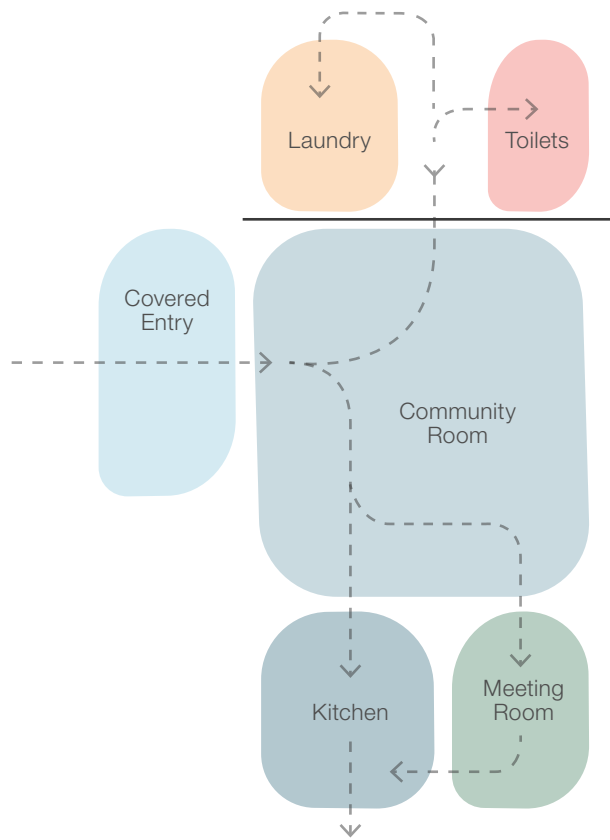 Laundry
Toilets
Covered
Entry
Community
Room
Kitchen
Meeting
Room